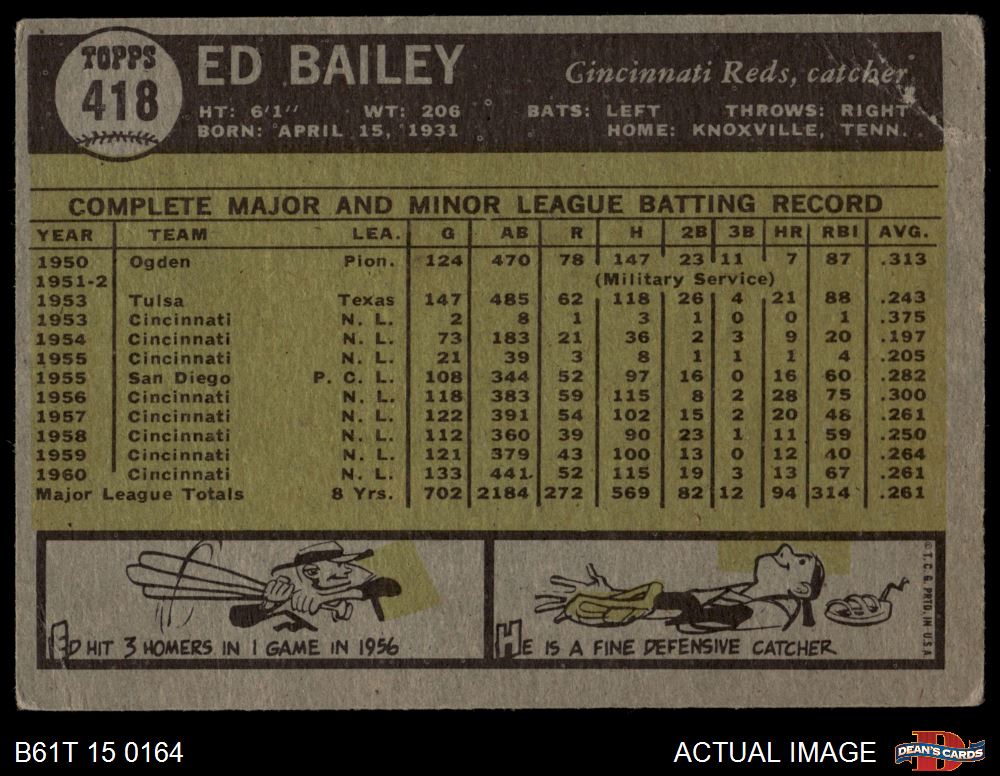 TOPPS
418
ED BAILEY
Cincinnati Reds, catcher
HT: 6'1" WT: 206 BATS: LEFT THROWS: RIGHT
BORN: APRIL 15, 1931 HOME: KNOXVILLE, TENN.
COMPLETE MAJOR AND MINOR LEAGUE BATTING RECORD
YEAR TEAM LEA. G AB R H 2B 3B HR RBI AVG.
1950 Ogden Pion. 124 470 78 147 23 11 7 87 .313
1951-2 (Military Service)
1953 Tulsa Texas 147 485 62 118 26 4 21 88 .243
1953 Cincinnati N. L. 2 8 1 3 1 0 0 1 .375
1954 Cincinnati N. L. 73 183 21 36 2 3 9 20 .197
1955 Cincinnati N. L. 21 39 3 8 1 1 1 4 .205
1955 San Diego P. C. L. 108 344 52 97 16 0 16 60 .282
1956 Cincinnati N. L. 118 383 59 115 8 2 28 75 .300
1957 Cincinnati N. L. 122 391 54 102 15 2 20 48 .261
1958 Cincinnati N. L. 112 360 39 90 23 1 11 59 .250
1959 Cincinnati N. L. 121 379 43 100 13 0 12 40 .264
1960 Cincinnati N. L. 133 441 52 115 19 3 13 67 .261
Major League Totals 8 Yrs. 702 2184 272 569 82 12 94 314 .261
ED HIT 3 HOMERS IN 1 GAME IN 1956
HE IS A FINE DEFENSIVE CATCHER
© T.C.G. PRTD. IN U.S.A.
B61T 15 0164
ACTUAL IMAGE
DEAN'S CARDS